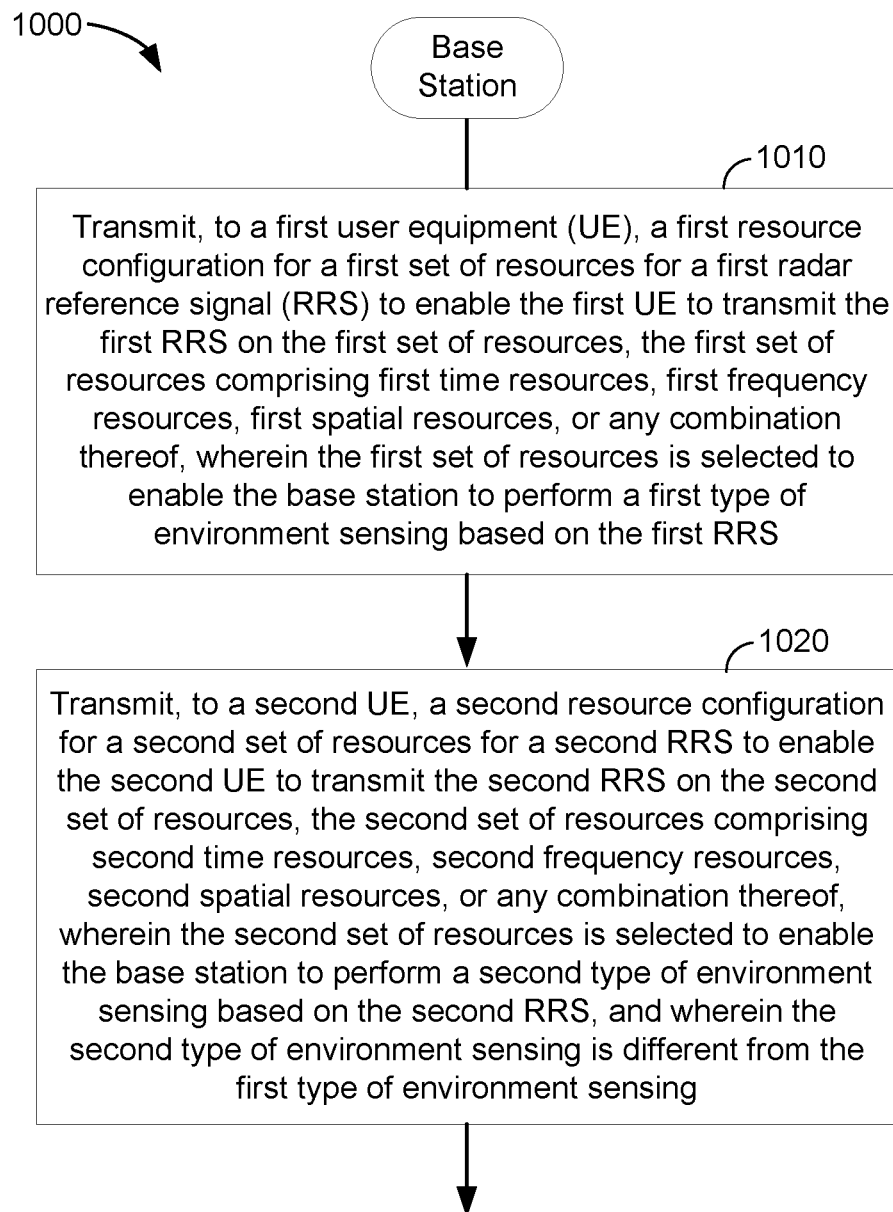 1000
Base
Station
1010
Transmit, to a first user equipment (UE), a first resource
configuration for a first set of resources for a first radar
reference signal (RRS) to enable the first UE to transmit the
first RRS on the first set of resources, the first set of
resources comprising first time resources, first frequency
resources, first spatial resources, or any combination
thereof, wherein the first set of resources is selected to
enable the base station to perform a first type of
environment sensing based on the first RRS
1020
Transmit, to a second UE, a second resource configuration
for a second set of resources for a second RRS to enable
the second UE to transmit the second RRS on the second
set of resources, the second set of resources comprising
second time resources, second frequency resources,
second spatial resources, or any combination thereof,
wherein the second set of resources is selected to enable
the base station to perform a second type of environment
sensing based on the second RRS, and wherein the
second type of environment sensing is different from the
first type of environment sensing